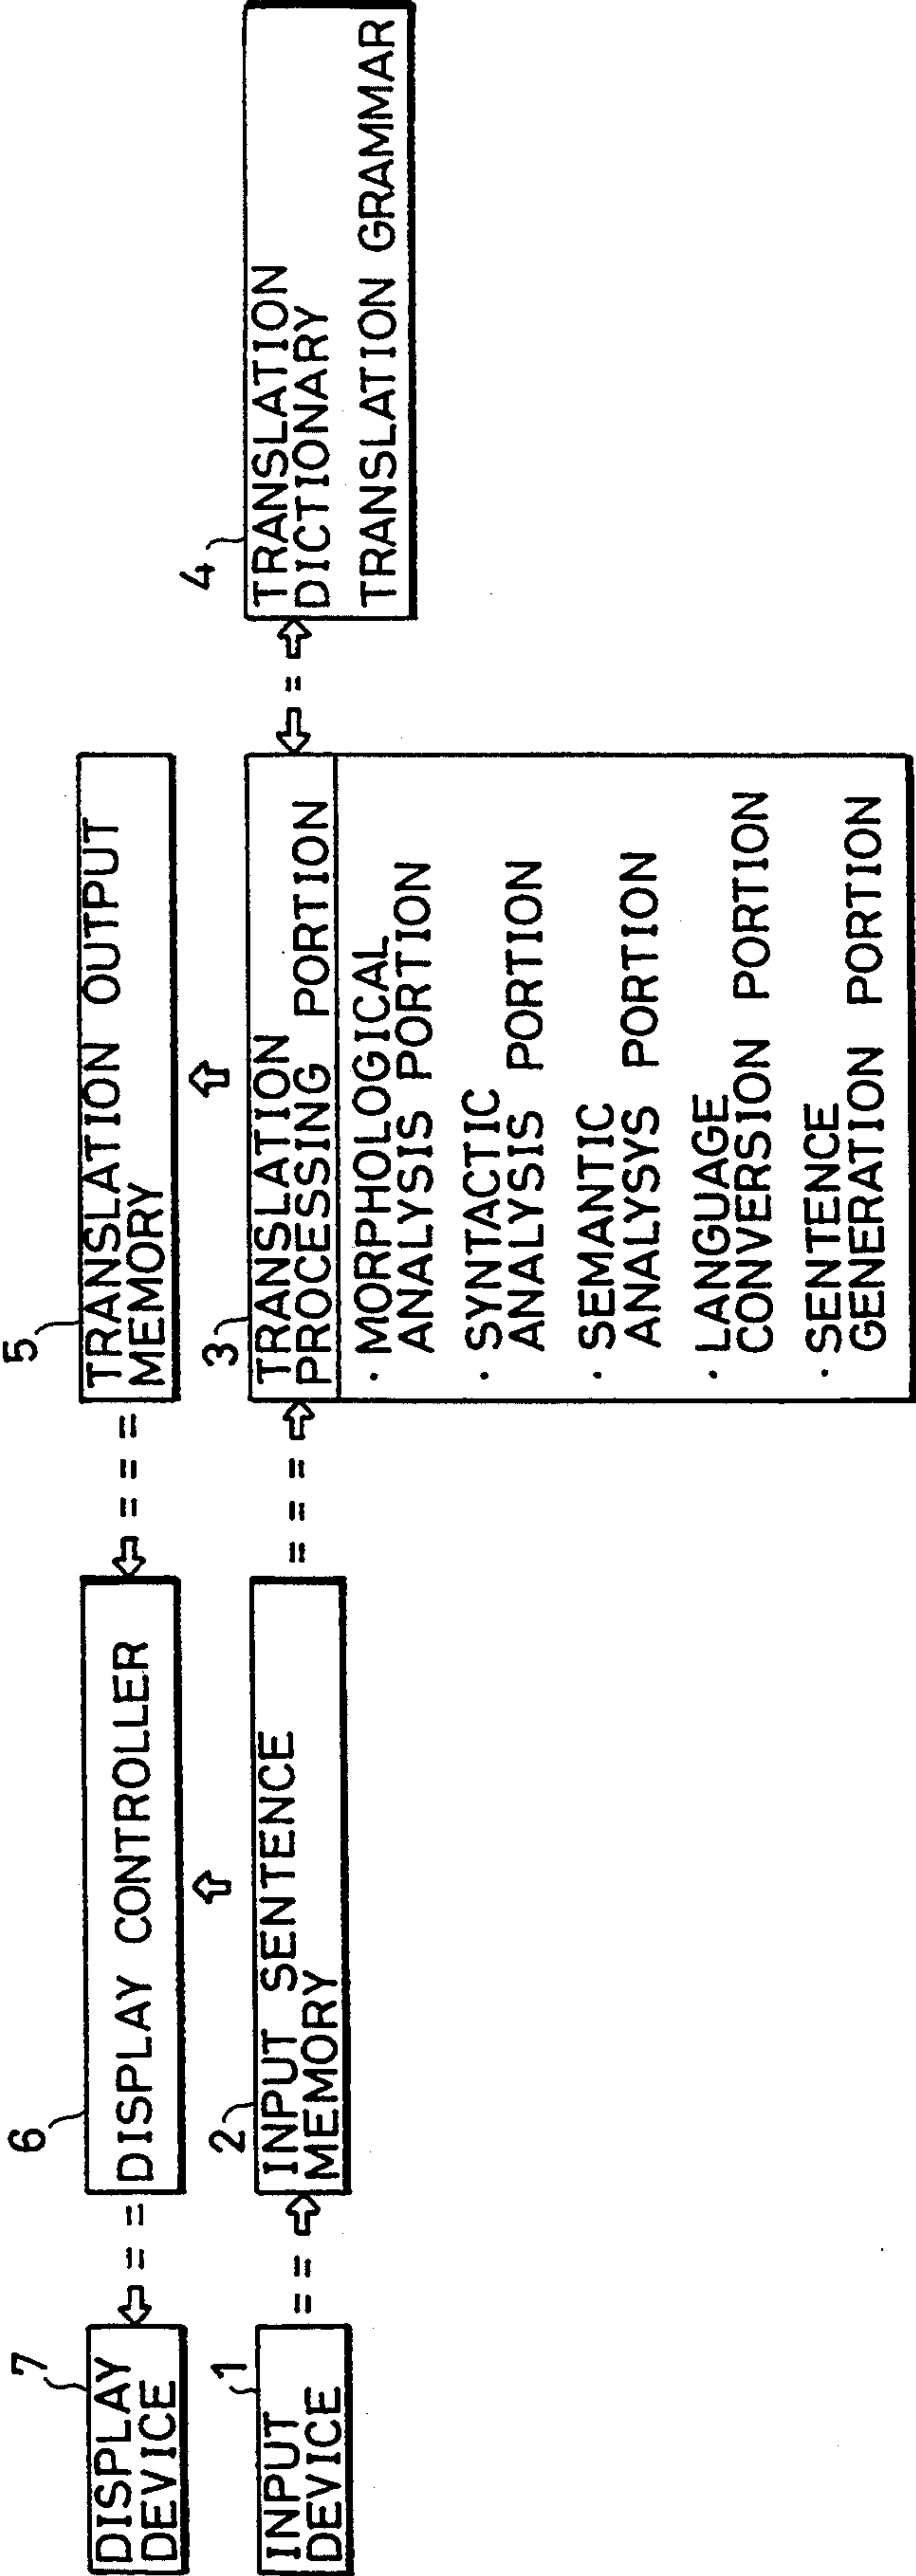 7
DISPLAY
DEVICE
6
DISPLAY CONTROLLER
5
TRANSLATION OUTPUT
MEMORY
1
INPUT
DEVICE
2
INPUT SENTENCE
MEMORY
3
TRANSLATION
PROCESSING PORTION
· MORPHOLOGICAL
ANALYSIS PORTION
· SYNTACTIC
ANALYSIS PORTION
· SEMANTIC
ANALYSYS PORTION
· LANGUAGE
CONVERSION PORTION
· SENTENCE
GENERATION PORTION
4
TRANSLATION
DICTIONARY
TRANSLATION GRAMMAR